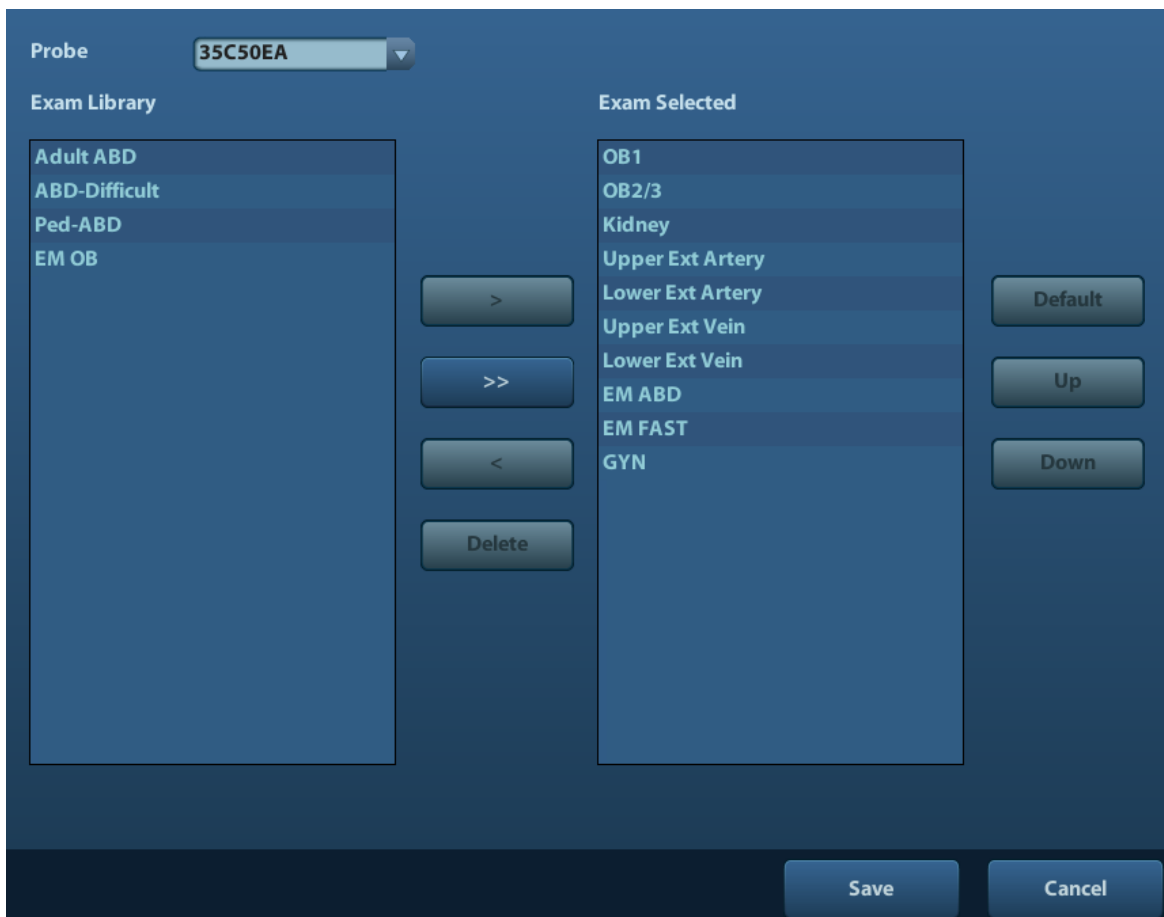 Probe
35C50EA
Exam Library
Exam Selected
Adult ABD
ABD-Difficult
Ped-ABD
EM OB
>
>>
<
Delete
OB1
OB2/3
Kidney
Upper Ext Artery
Lower Ext Artery
Upper Ext Vein
Lower Ext Vein
EM ABD
EM FAST
GYN
Default
Up
Down
Save
Cancel